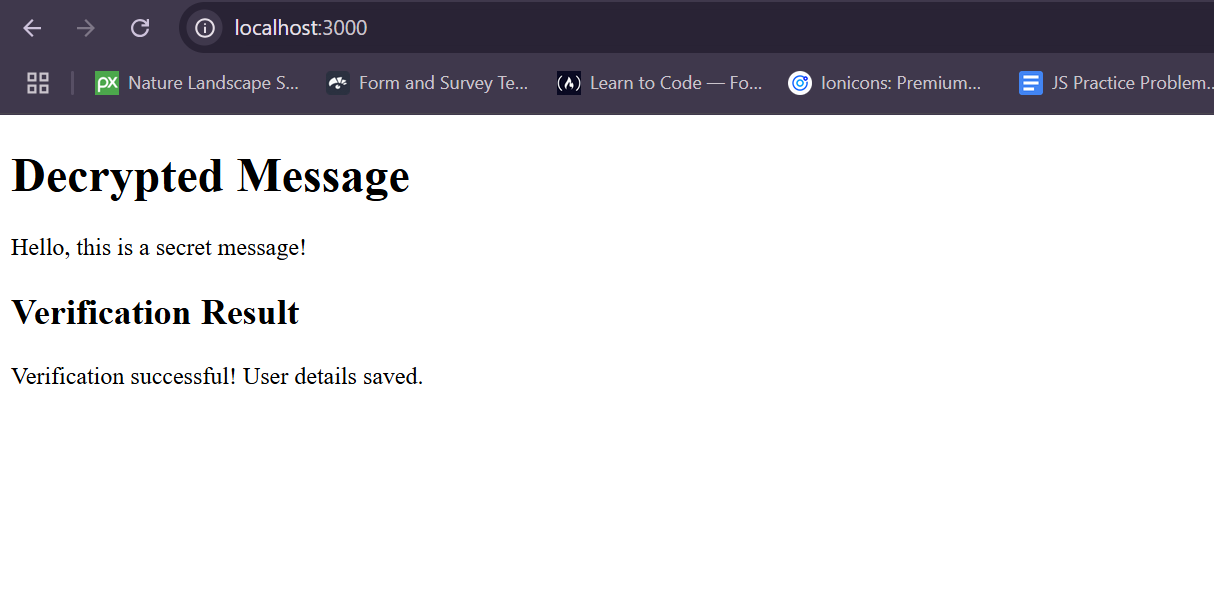 localhost:3000
px Nature Landscape S... Form and Survey Te... Learn to Code — Fo... Ionicons: Premium... JS Practice Problem...
Decrypted Message
Hello, this is a secret message!
Verification Result
Verification successful! User details saved.